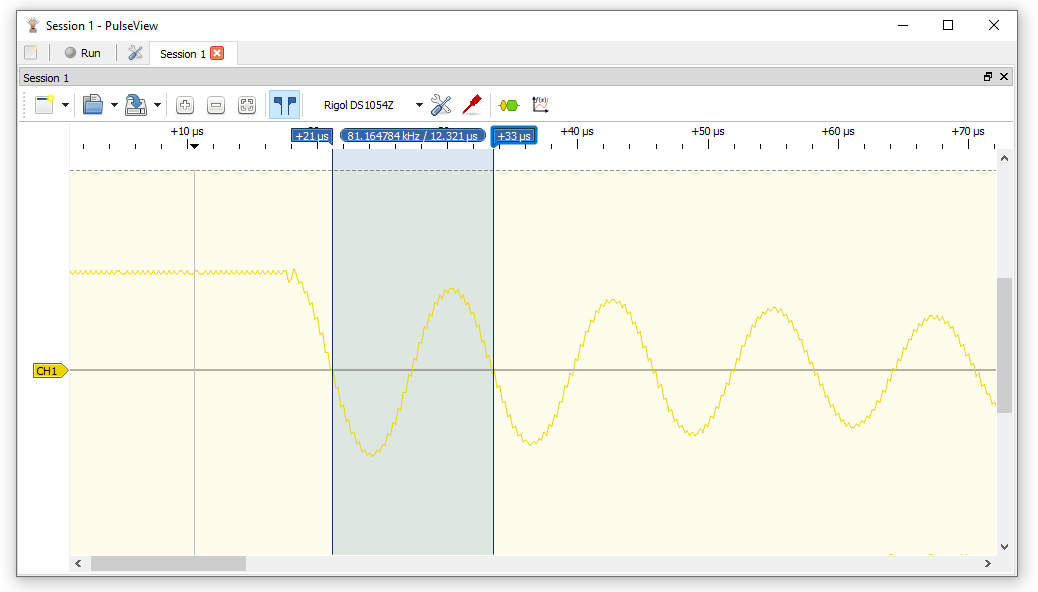 Session 1 - PulseView
Run
Session 1
Session 1
Rigol DS1054Z
f(x)
+10 µs
+21 µs
81.164784 kHz / 12.321 µs
+33 µs
+40 µs
+50 µs
+60 µs
+70 µs
CH1